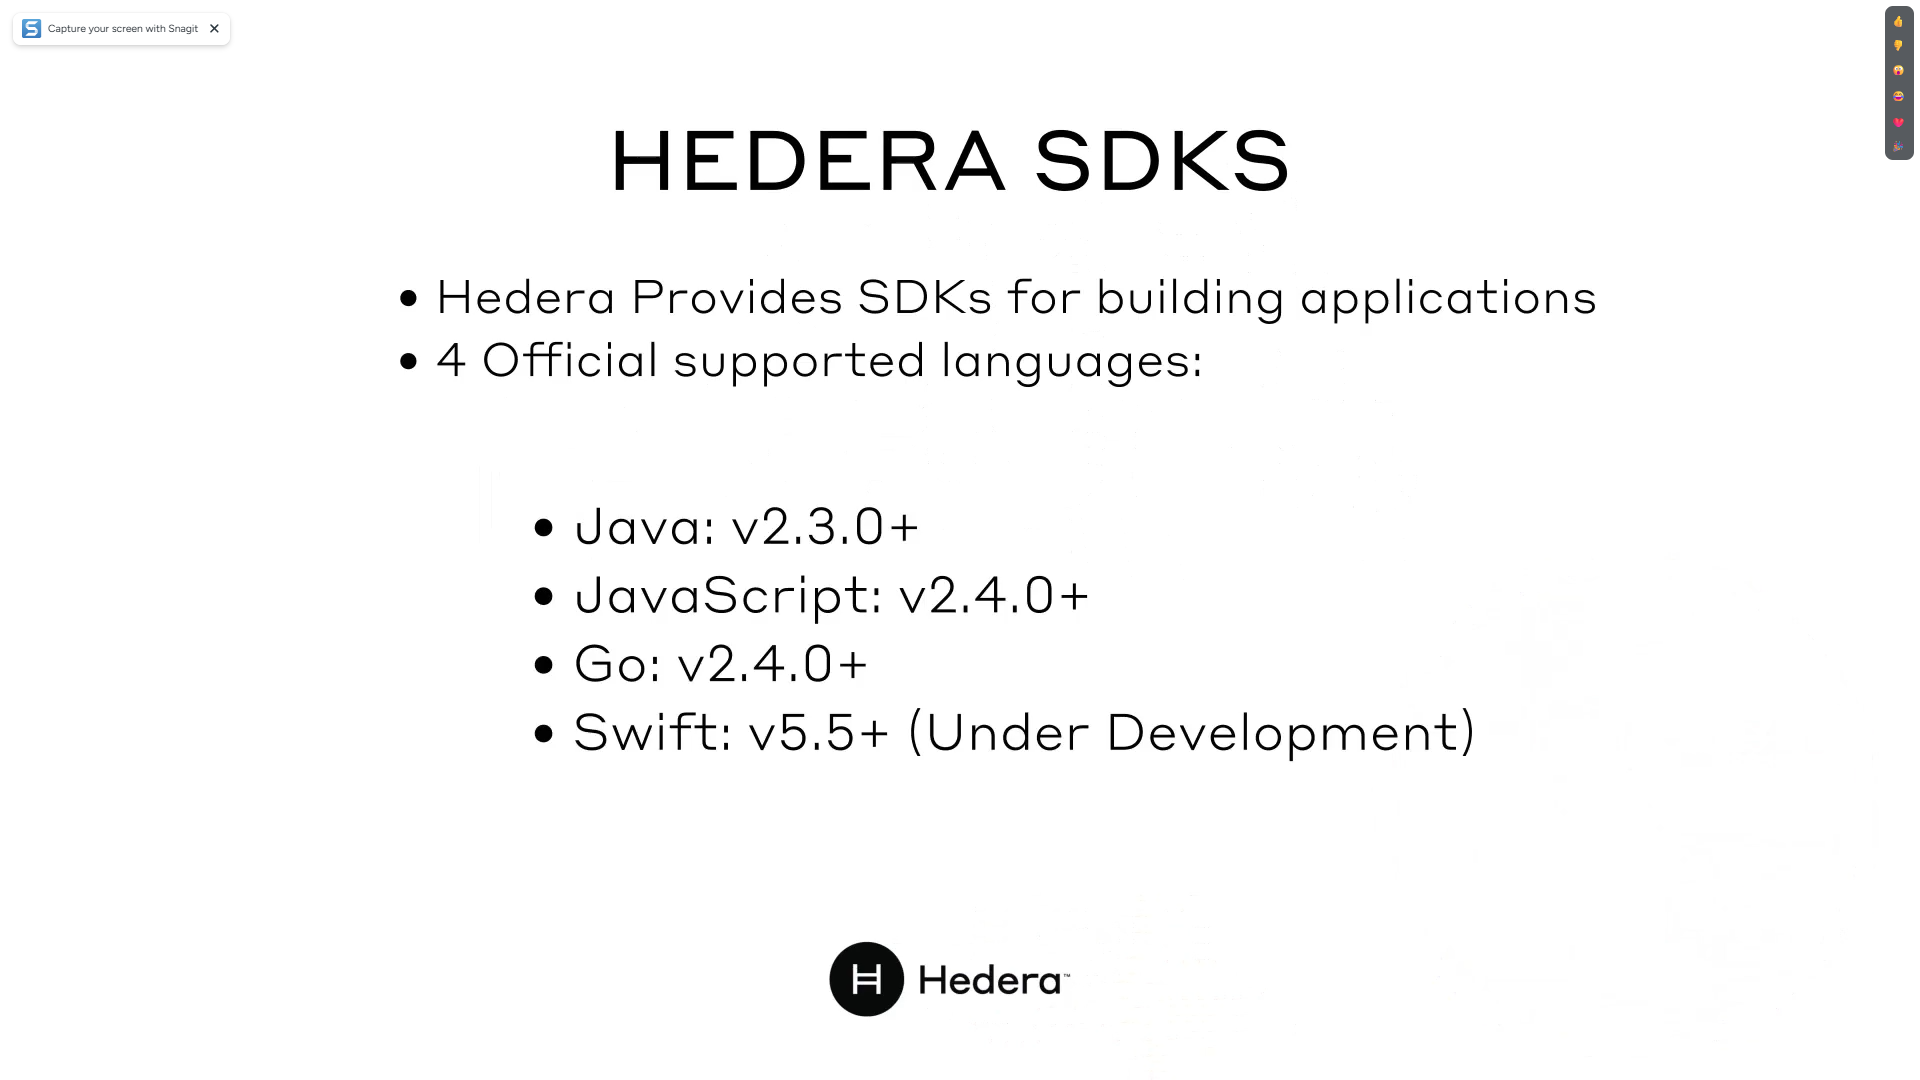 Capture your screen with Snagit
HEDERA SDKS
• Hedera Provides SDKs for building applications
• 4 Official supported languages:
• Java: v2.3.0+
• JavaScript: v2.4.0+
• Go: v2.4.0+
• Swift: v5.5+ (Under Development)
H Hedera™